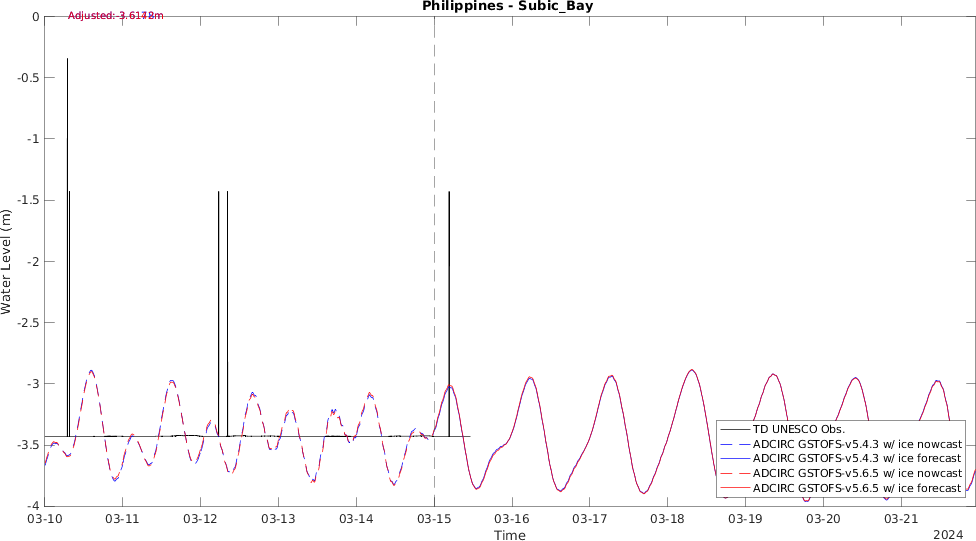 Philippines - Subic_Bay
Adjusted:
0
-0.5
-1
-1.5
-2
-2.5
-3
-3.5
-4
Water Level (m)
TD UNESCO Obs.
ADCIRC GSTOFS-v5.4.3 w/ ice nowcast
ADCIRC GSTOFS-v5.4.3 w/ ice forecast
ADCIRC GSTOFS-v5.6.5 w/ ice nowcast
ADCIRC GSTOFS-v5.6.5 w/ ice forecast
03-10 03-11 03-12 03-13 03-14 03-15 03-16 03-17 03-18 03-19 03-20 03-21
Time
2024